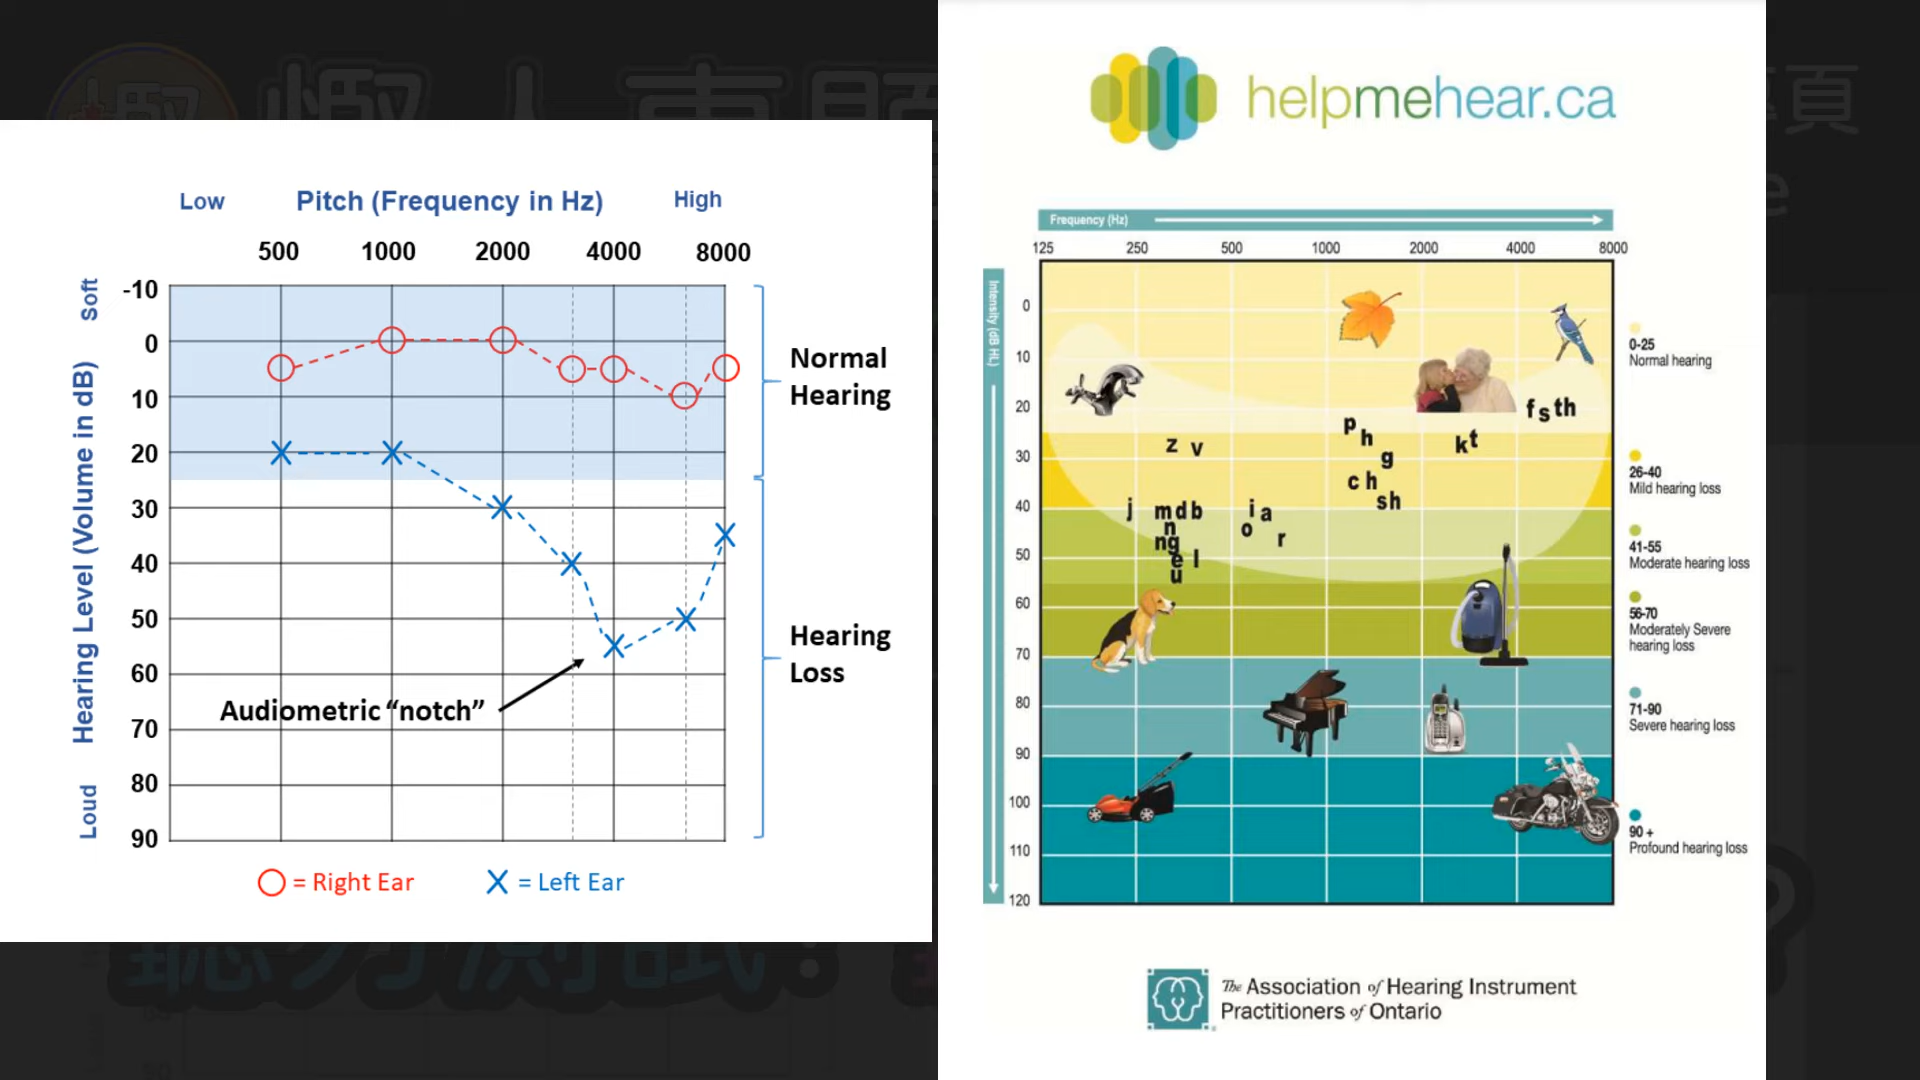 Low
Pitch (Frequency in Hz)
High
500
1000
2000
4000
8000
Soft
Hearing Level (Volume in dB)
Loud
-10
0
10
20
30
40
50
60
70
80
90
Normal
Hearing
Hearing
Loss
Audiometric “notch”
= Right Ear
= Left Ear
helpmehear.ca
Frequency (Hz)
125
250
500
1000
2000
4000
8000
Intensity (dB HL)
0
10
20
30
40
50
60
70
80
90
100
110
120
f s th
p
h
z v
k t
g
c h
sh
j
m d b
n
ng
e l
u
i a
o
r
0-25
Normal hearing
26-40
Mild hearing loss
41-55
Moderate hearing loss
56-70
Moderately Severe
hearing loss
71-90
Severe hearing loss
90 +
Profound hearing loss
The Association of Hearing Instrument
Practitioners of Ontario
聽力測試: